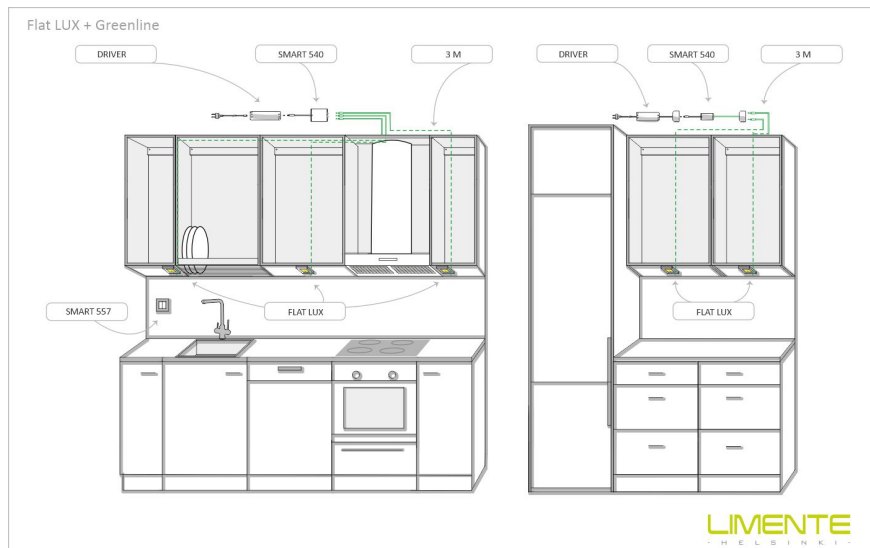 Flat LUX + Greenline
DRIVER
SMART 540
3 M
DRIVER
SMART 540
3 M
SMART 557
FLAT LUX
FLAT LUX
LIMENTE
- HELSINKI -